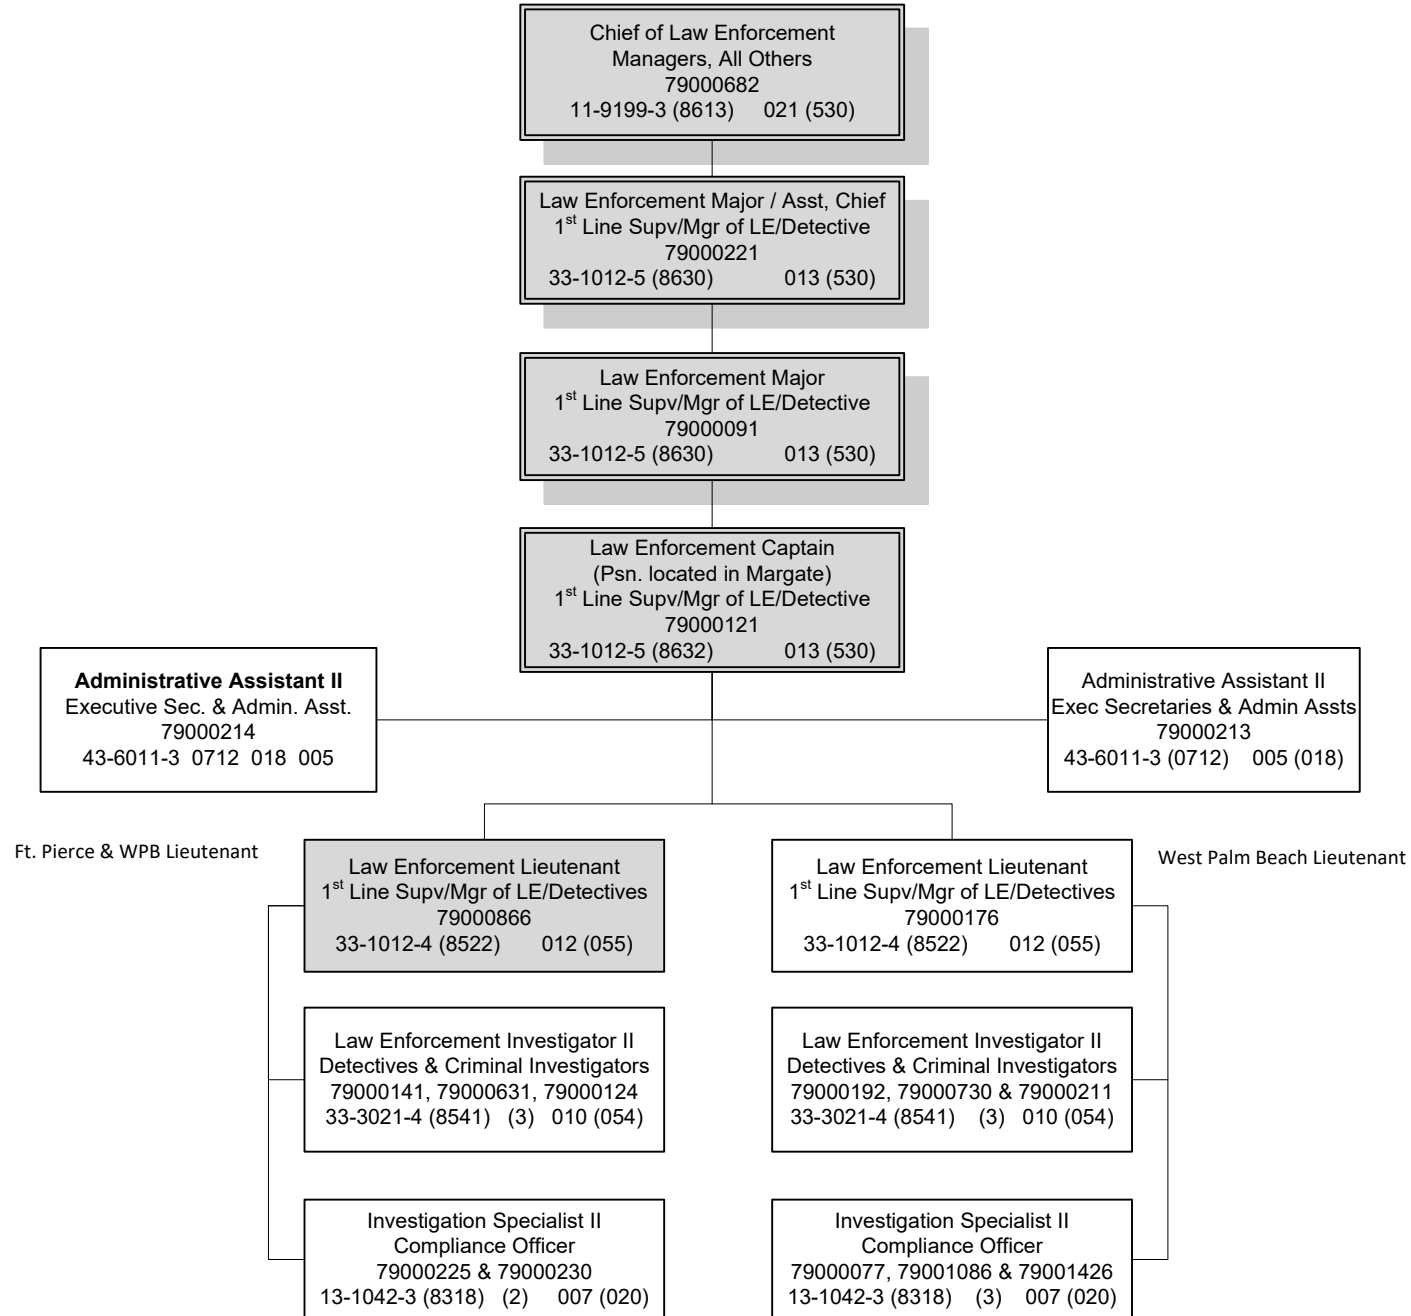 Chief of Law Enforcement
Managers, All Others
79000682
11-9199-3 (8613) 021 (530)
Law Enforcement Major / Asst, Chief
1st Line Supv/Mgr of LE/Detective
79000221
33-1012-5 (8630) 013 (530)
Law Enforcement Major
1st Line Supv/Mgr of LE/Detective
79000091
33-1012-5 (8630) 013 (530)
Law Enforcement Captain
(Psn. located in Margate)
1st Line Supv/Mgr of LE/Detective
79000121
33-1012-5 (8632) 013 (530)
Administrative Assistant II
Executive Sec. & Admin. Asst.
79000214
43-6011-3 0712 018 005
Administrative Assistant II
Exec Secretaries & Admin Assts
79000213
43-6011-3 (0712) 005 (018)
Ft. Pierce & WPB Lieutenant
Law Enforcement Lieutenant
1st Line Supv/Mgr of LE/Detectives
79000866
33-1012-4 (8522) 012 (055)
Law Enforcement Lieutenant
1st Line Supv/Mgr of LE/Detectives
79000176
33-1012-4 (8522) 012 (055)
West Palm Beach Lieutenant
Law Enforcement Investigator II
Detectives & Criminal Investigators
79000141, 79000631, 79000124
33-3021-4 (8541) (3) 010 (054)
Law Enforcement Investigator II
Detectives & Criminal Investigators
79000192, 79000730 & 79000211
33-3021-4 (8541) (3) 010 (054)
Investigation Specialist II
Compliance Officer
79000225 & 79000230
13-1042-3 (8318) (2) 007 (020)
Investigation Specialist II
Compliance Officer
79000077, 79001086 & 79001426
13-1042-3 (8318) (3) 007 (020)